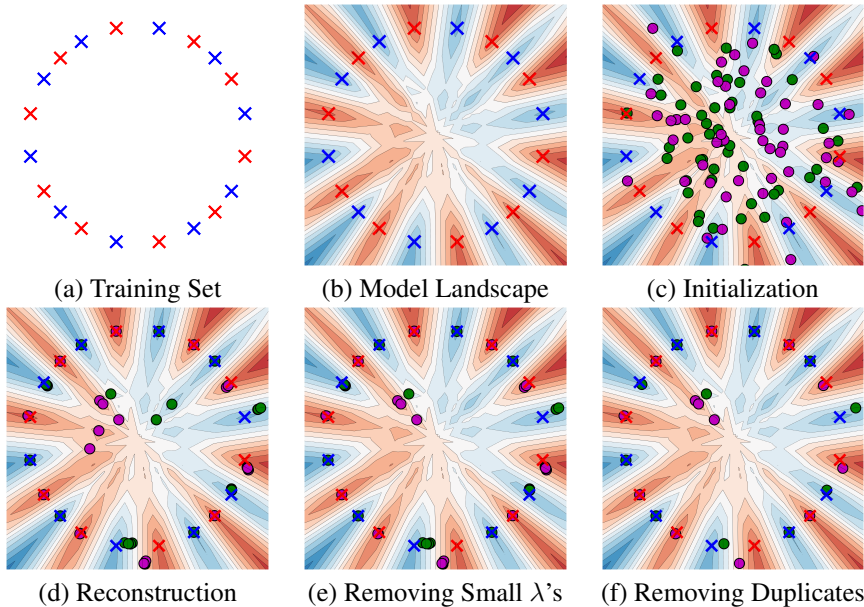 (a) Training Set
(b) Model Landscape
(c) Initialization
(d) Reconstruction
(e) Removing Small λ's
(f) Removing Duplicates